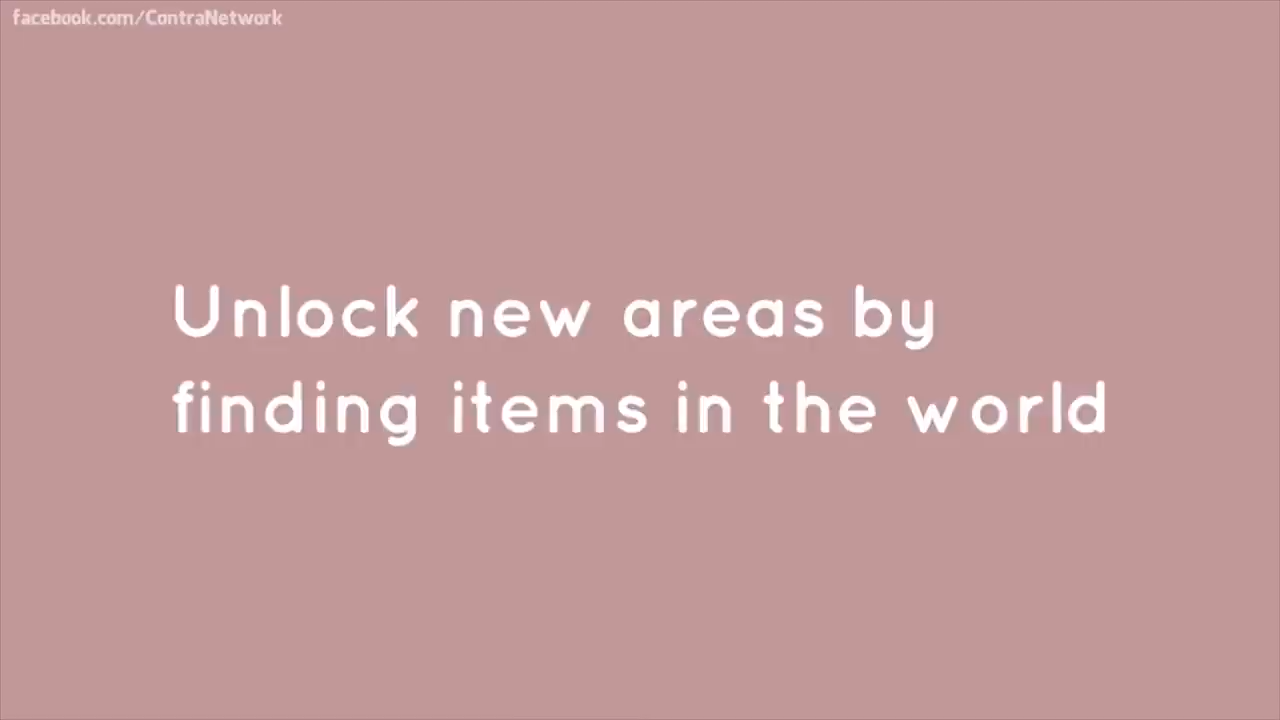 facebook.com/ContraNetwork
Unlock new areas by
finding items in the world